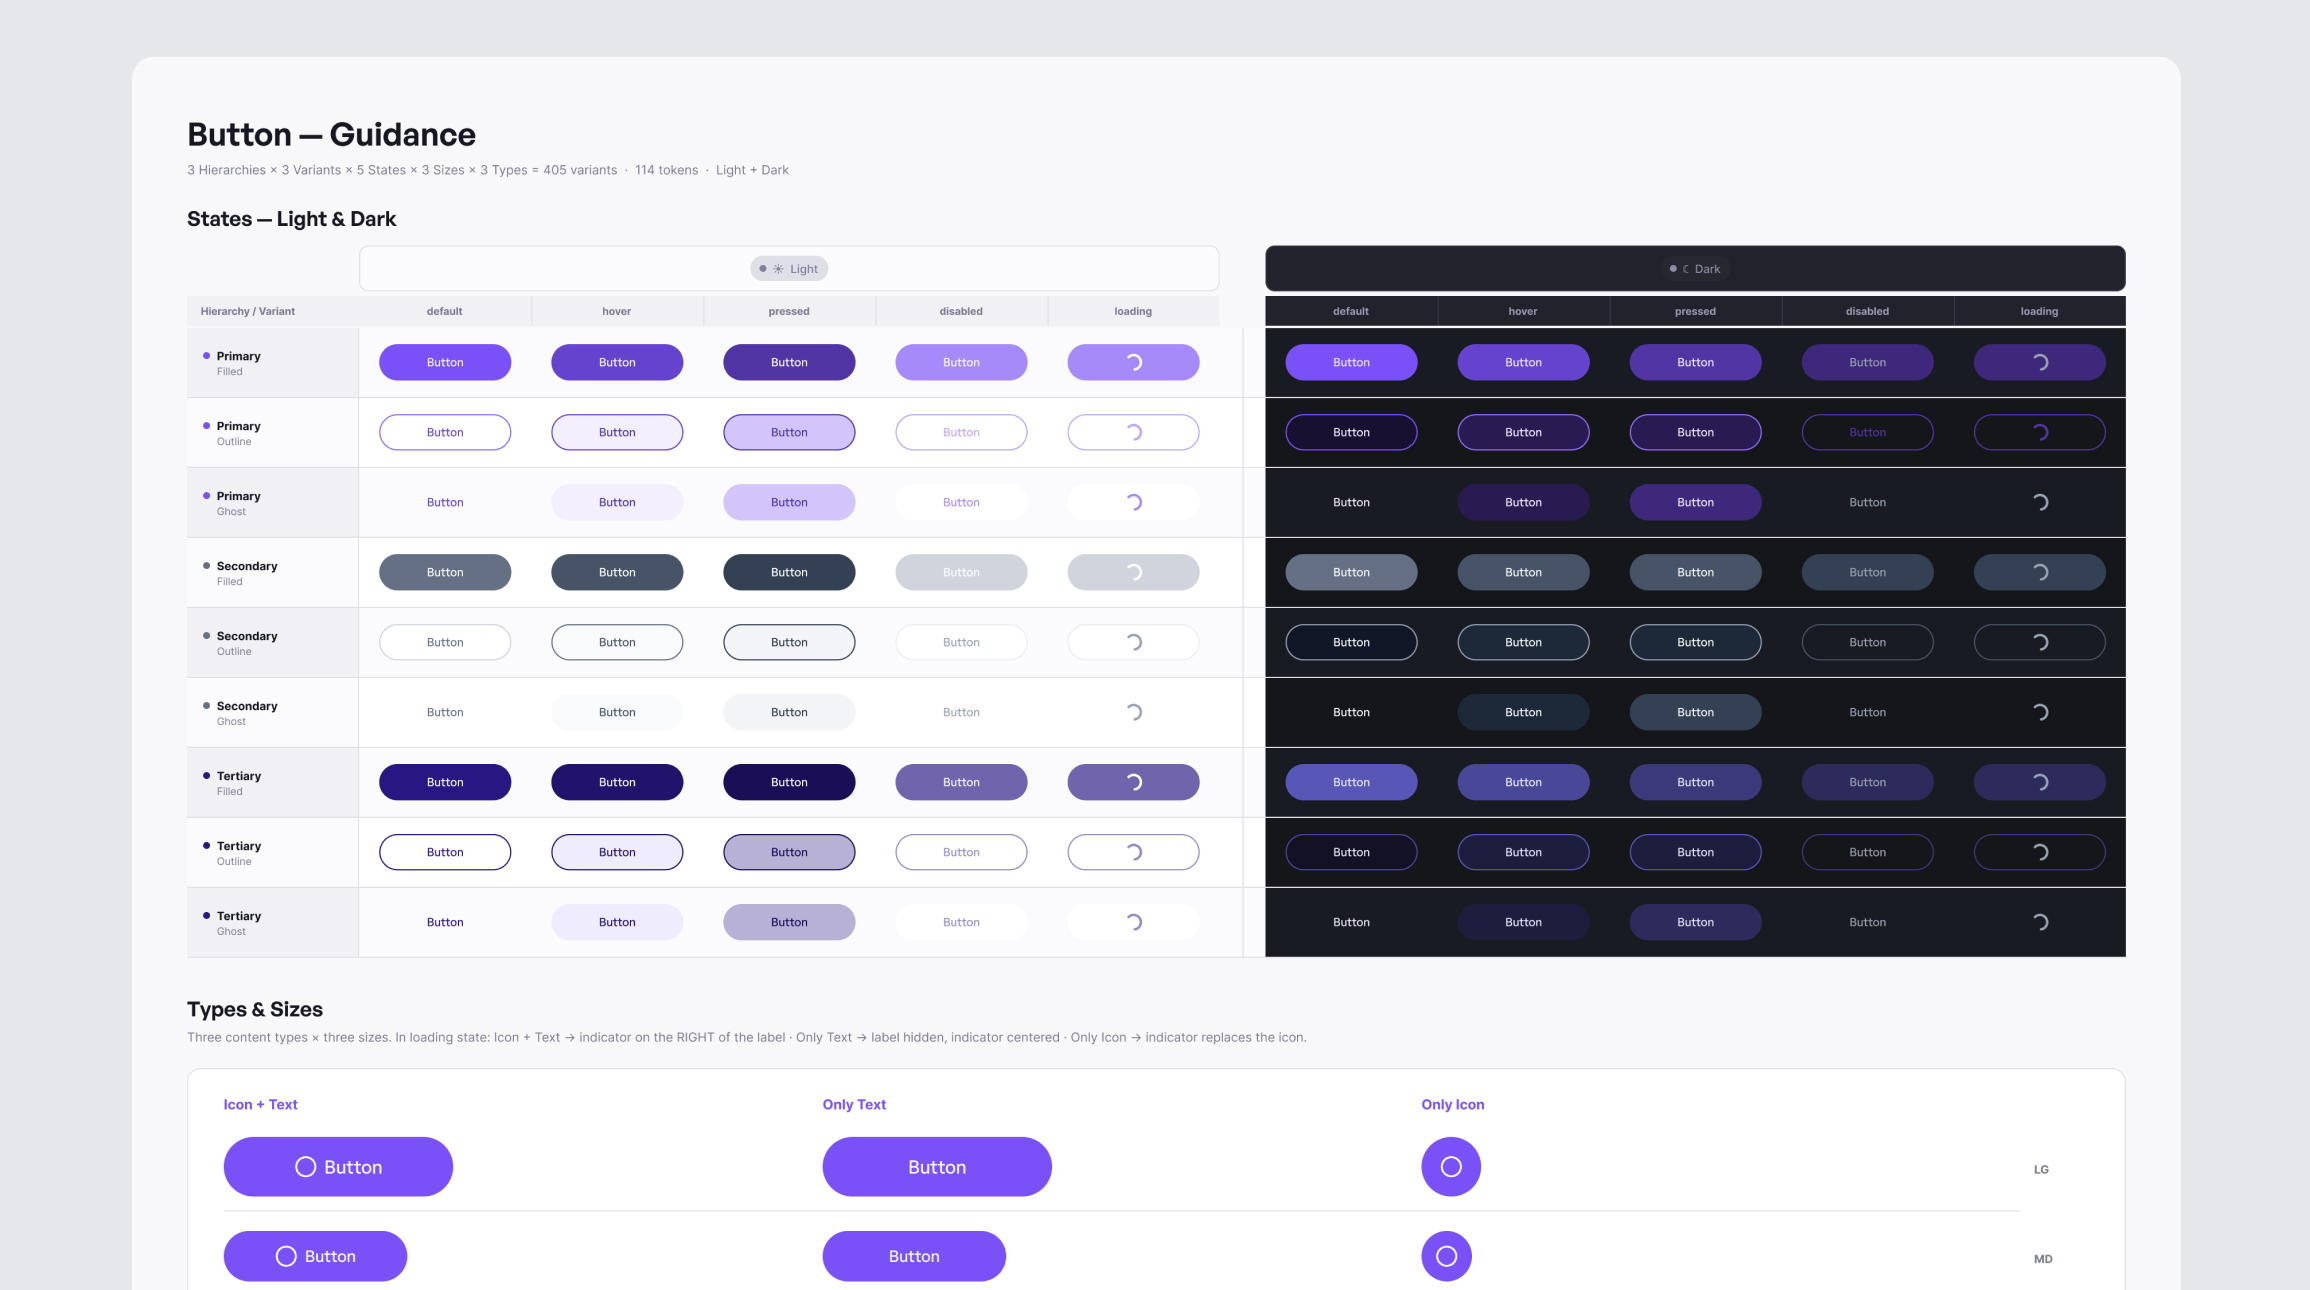 Button — Guidance
3 Hierarchies × 3 Variants × 5 States × 3 Sizes × 3 Types = 405 variants · 114 tokens · Light + Dark
States — Light & Dark
☀ Light
☾ Dark
Hierarchy / Variant default hover pressed disabled loading default hover pressed disabled loading
Primary
Filled
Button Button Button Button Button Button Button Button
Primary
Outline
Button Button Button Button Button Button Button Button
Primary
Ghost
Button Button Button Button Button Button Button Button
Secondary
Filled
Button Button Button Button Button Button Button Button
Secondary
Outline
Button Button Button Button Button Button Button Button
Secondary
Ghost
Button Button Button Button Button Button Button Button
Tertiary
Filled
Button Button Button Button Button Button Button Button
Tertiary
Outline
Button Button Button Button Button Button Button Button
Tertiary
Ghost
Button Button Button Button Button Button Button Button
Types & Sizes
Three content types × three sizes. In loading state: Icon + Text → indicator on the RIGHT of the label · Only Text → label hidden, indicator centered · Only Icon → indicator replaces the icon.
Icon + Text Only Text Only Icon
Button Button LG
Button Button MD